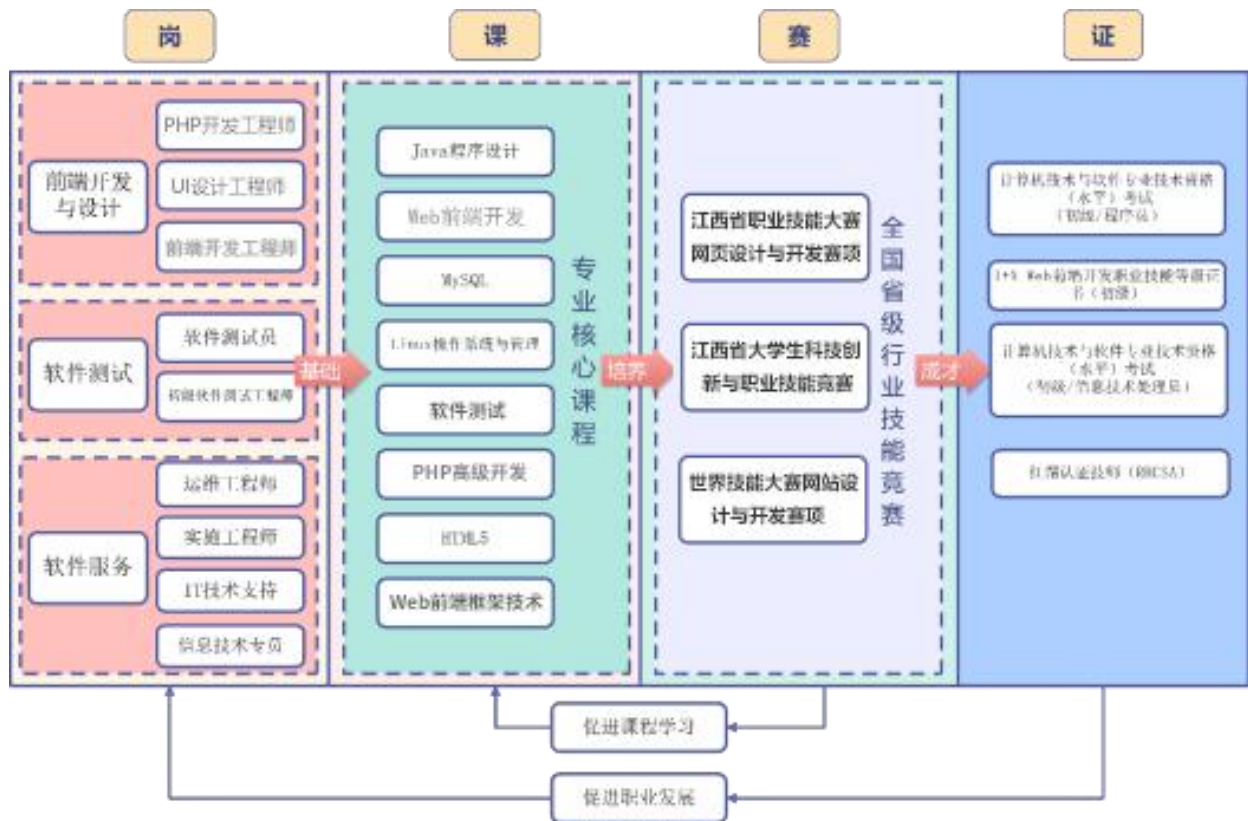 岗
课
赛
证
前端开发
与设计
PHP开发工程师
UI设计工程师
前端开发工程师
软件测试
软件测试员
初级软件测试工程师
软件服务
运维工程师
实施工程师
IT技术支持
信息技术专员
基础
Java程序设计
Web前端开发
MySQL
Linux操作系统与管理
软件测试
PHP高级开发
HTML5
Web前端框架技术
专业核心课程
培养
江西省职业技能大赛
网页设计与开发赛项
江西省大学生科技创
新与职业技能竞赛
世界技能大赛网站设
计与开发赛项
全国省级行业技能竞赛
成才
计算机技术与软件专业技术资格
（水平）考试
（初级/程序员）
1+X Web前端开发职业技能等级证
书（初级）
计算机技术与软件专业技术资格
（水平）考试
（初级/信息技术处理员）
红帽认证技师（RHCSA）
促进课程学习
促进职业发展